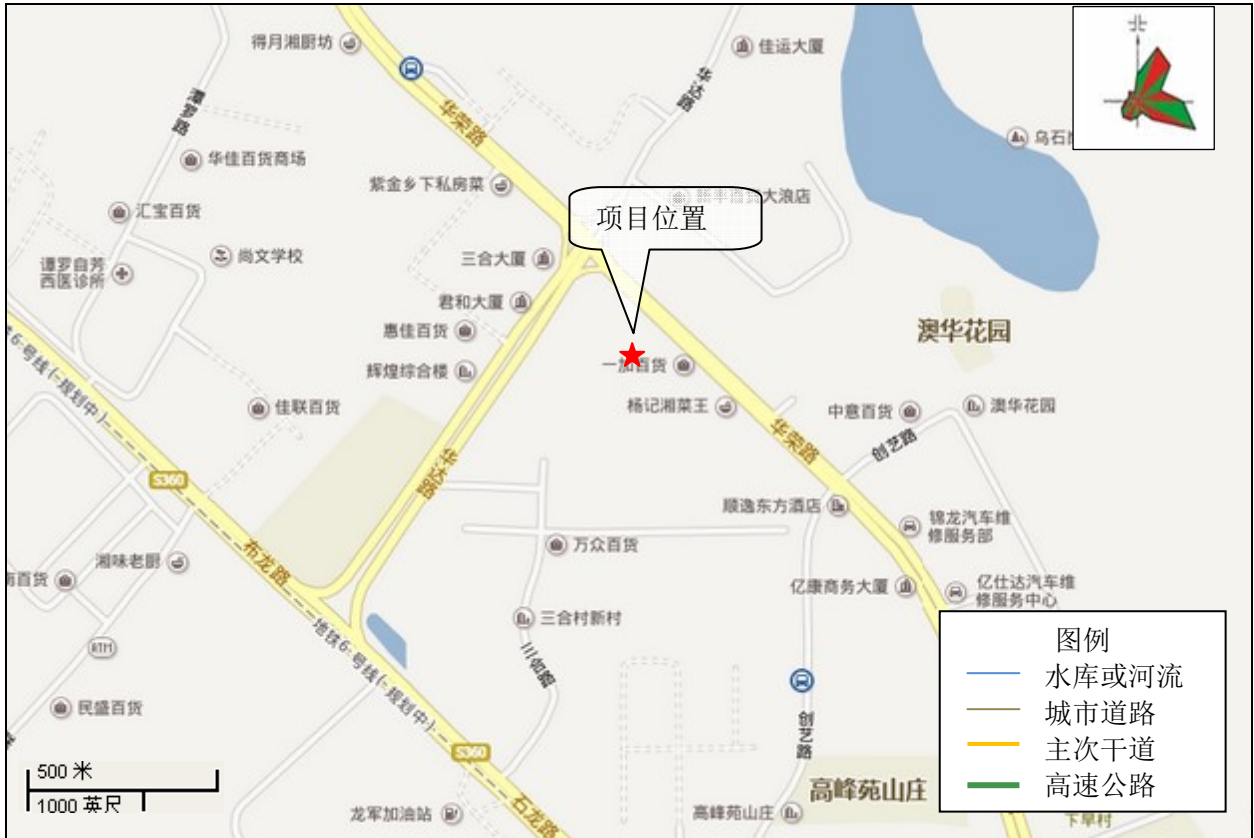 北
得月湘厨坊
佳运大厦
华达路
潭罗路
华荣路
乌石
华佳百货商场
紫金乡下私房菜
大浪店
汇宝百货
项目位置
尚文学校
三合大厦
谭罗自芳
西医诊所
君和大厦
惠佳百货
澳华花园
辉煌综合楼
一加百货
6号线(-规划中)
佳联百货
杨记湘菜王
中意百货
澳华花园
华荣路
创艺路
华达路
S360
顺逸东方酒店
锦龙汽车维
修服务部
布龙路
万众百货
湘味老厨
百货
亿康商务大厦
亿仕达汽车维
修服务中心
三合村新村
地铁6号线(-规划中)
ATM
图例
水库或河流
城市道路
主次干道
高速公路
民盛百货
创艺路
S360
500 米
1000 英尺
石龙路
龙军加油站
高峰苑山庄
高峰苑山庄
下早村